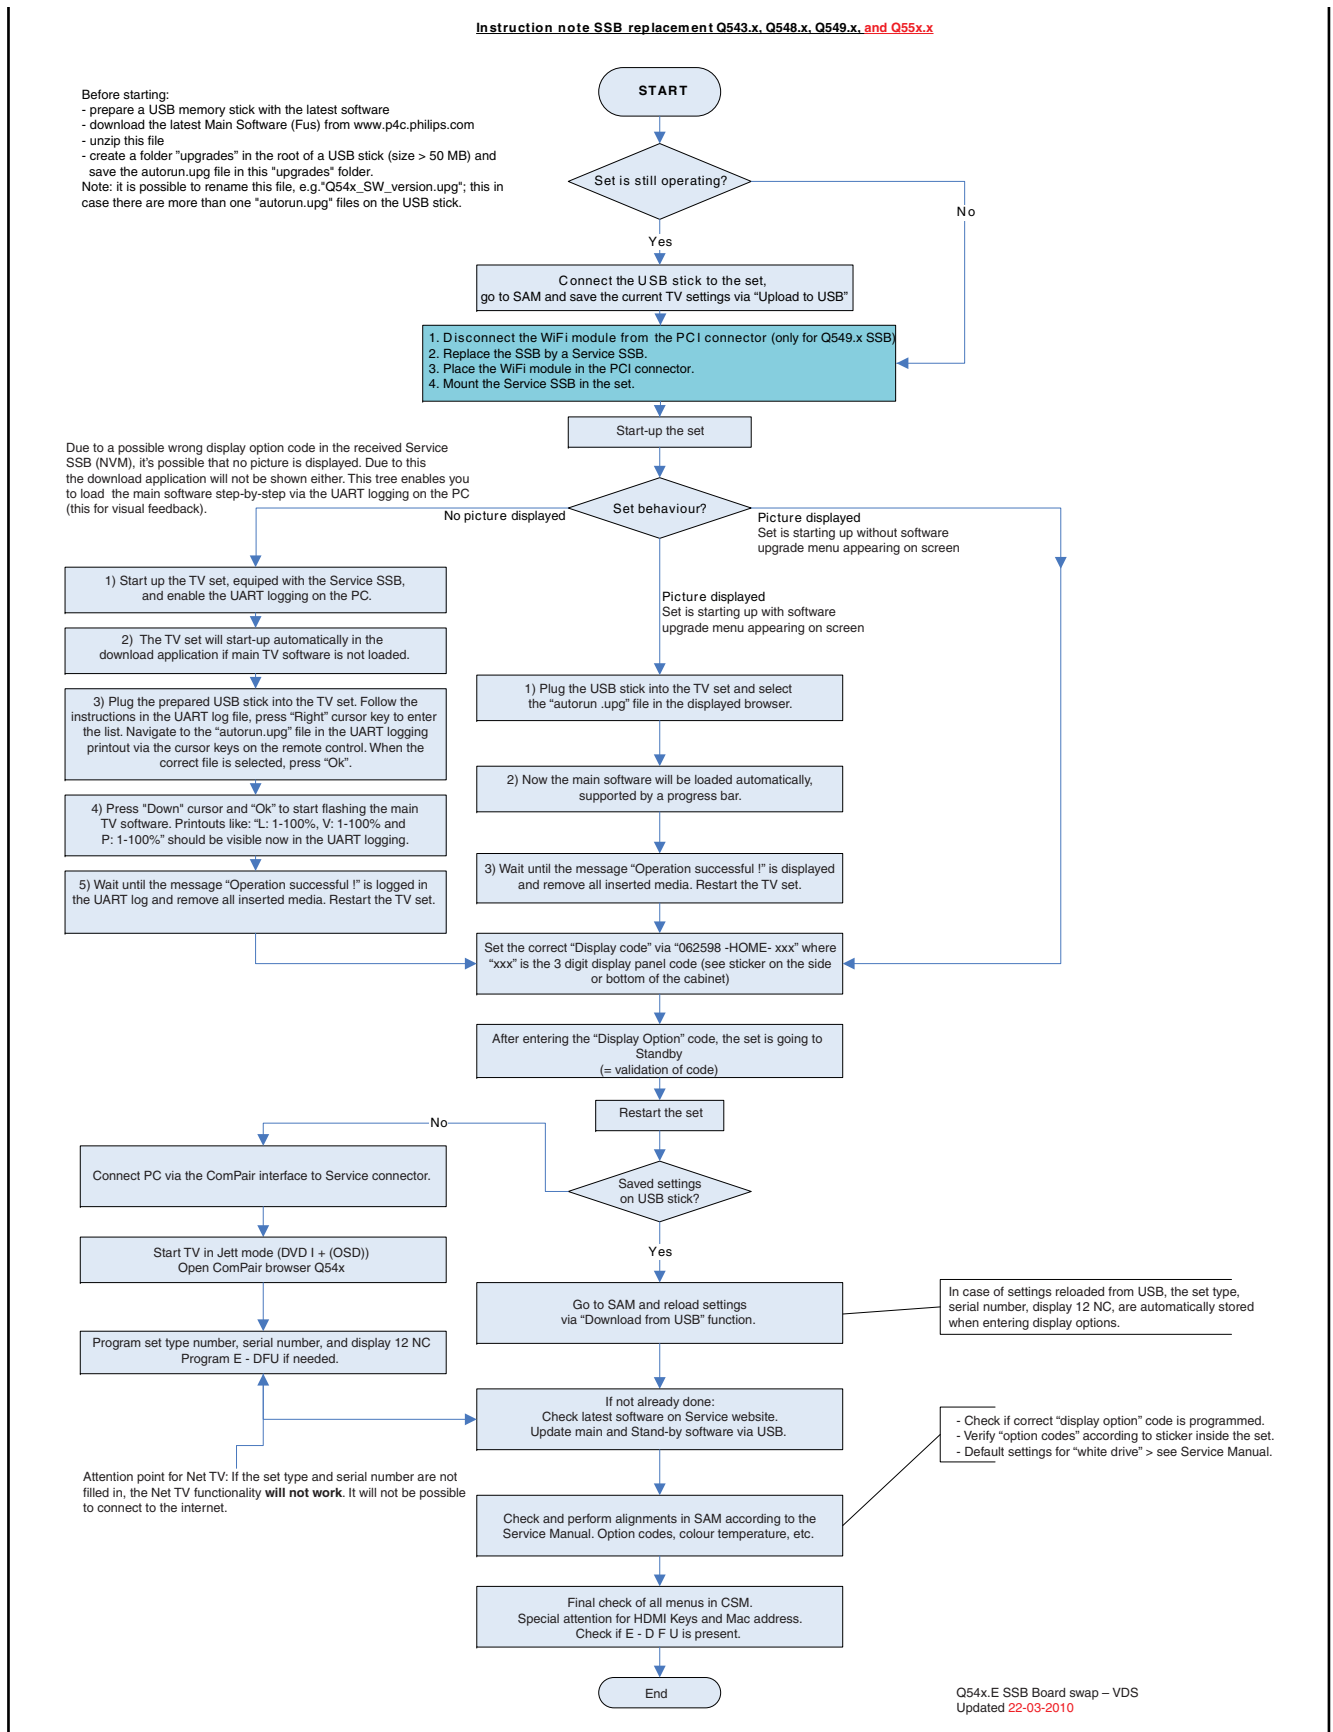 Instruction note SSB replacement Q543.x, Q548.x, Q549.x, and Q55x.x
Before starting:
- prepare a USB memory stick with the latest software
- download the latest Main Software (Fus) from www.p4c.philips.com
- unzip this file
- create a folder ”upgrades” in the root of a USB stick (size > 50 MB) and
save the autorun.upg file in this "upgrades" folder.
Note: it is possible to rename this file, e.g."Q54x_SW_version.upg"; this in
case there are more than one "autorun.upg" files on the USB stick.
START
Set is still operating?
No
Yes
Connect the USB stick to the set,
go to SAM and save the current TV settings via “Upload to USB”
1. Disconnect the WiFi module from the PCI connector (only for Q549.x SSB)
2. Replace the SSB by a Service SSB.
3. Place the WiFi module in the PCI connector.
4. Mount the Service SSB in the set.
Start-up the set
Due to a possible wrong display option code in the received Service
SSB (NVM), it’s possible that no picture is displayed. Due to this
the download application will not be shown either. This tree enables you
to load the main software step-by-step via the UART logging on the PC
(this for visual feedback).
Set behaviour?
No picture displayed
Picture displayed
Set is starting up without software
upgrade menu appearing on screen
Picture displayed
Set is starting up with software
upgrade menu appearing on screen
1) Start up the TV set, equiped with the Service SSB,
and enable the UART logging on the PC.
2) The TV set will start-up automatically in the
download application if main TV software is not loaded.
3) Plug the prepared USB stick into the TV set. Follow the
instructions in the UART log file, press “Right” cursor key to enter
the list. Navigate to the “autorun.upg” file in the UART logging
printout via the cursor keys on the remote control. When the
correct file is selected, press “Ok”.
4) Press "Down" cursor and “Ok” to start flashing the main
TV software. Printouts like: “L: 1-100%, V: 1-100% and
P: 1-100%” should be visible now in the UART logging.
5) Wait until the message “Operation successful !” is logged in
the UART log and remove all inserted media. Restart the TV set.
1) Plug the USB stick into the TV set and select
the “autorun .upg” file in the displayed browser.
2) Now the main software will be loaded automatically,
supported by a progress bar.
3) Wait until the message “Operation successful !” is displayed
and remove all inserted media. Restart the TV set.
Set the correct “Display code” via “062598 -HOME- xxx” where
“xxx” is the 3 digit display panel code (see sticker on the side
or bottom of the cabinet)
After entering the “Display Option” code, the set is going to
Standby
(= validation of code)
Restart the set
No
Saved settings
on USB stick?
Yes
Connect PC via the ComPair interface to Service connector.
Start TV in Jett mode (DVD I + (OSD))
Open ComPair browser Q54x
Program set type number, serial number, and display 12 NC
Program E - DFU if needed.
Go to SAM and reload settings
via “Download from USB” function.
In case of settings reloaded from USB, the set type,
serial number, display 12 NC, are automatically stored
when entering display options.
If not already done:
Check latest software on Service website.
Update main and Stand-by software via USB.
- Check if correct “display option” code is programmed.
- Verify “option codes” according to sticker inside the set.
- Default settings for “white drive” > see Service Manual.
Attention point for Net TV: If the set type and serial number are not
filled in, the Net TV functionality will not work. It will not be possible
to connect to the internet.
Check and perform alignments in SAM according to the
Service Manual. Option codes, colour temperature, etc.
Final check of all menus in CSM.
Special attention for HDMI Keys and Mac address.
Check if E - D F U is present.
End
Q54x.E SSB Board swap – VDS
Updated 22-03-2010